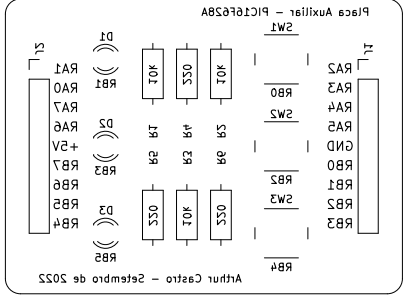 Placa Auxiliar - PIC16F628A
J2
RA1
RA0
RA7
RA6
+5V
RB7
RB6
RB5
RB4
D1
RB1
D2
RB3
D3
RB5
10k
220
10k
R1
R4
R2
R5
R3
R6
220
10k
220
SW1
RB0
SW2
RB2
SW3
RB4
J1
RA2
RA3
RA4
RA5
GND
RB0
RB1
RB2
RB3
Arthur Castro - Setembro de 2022